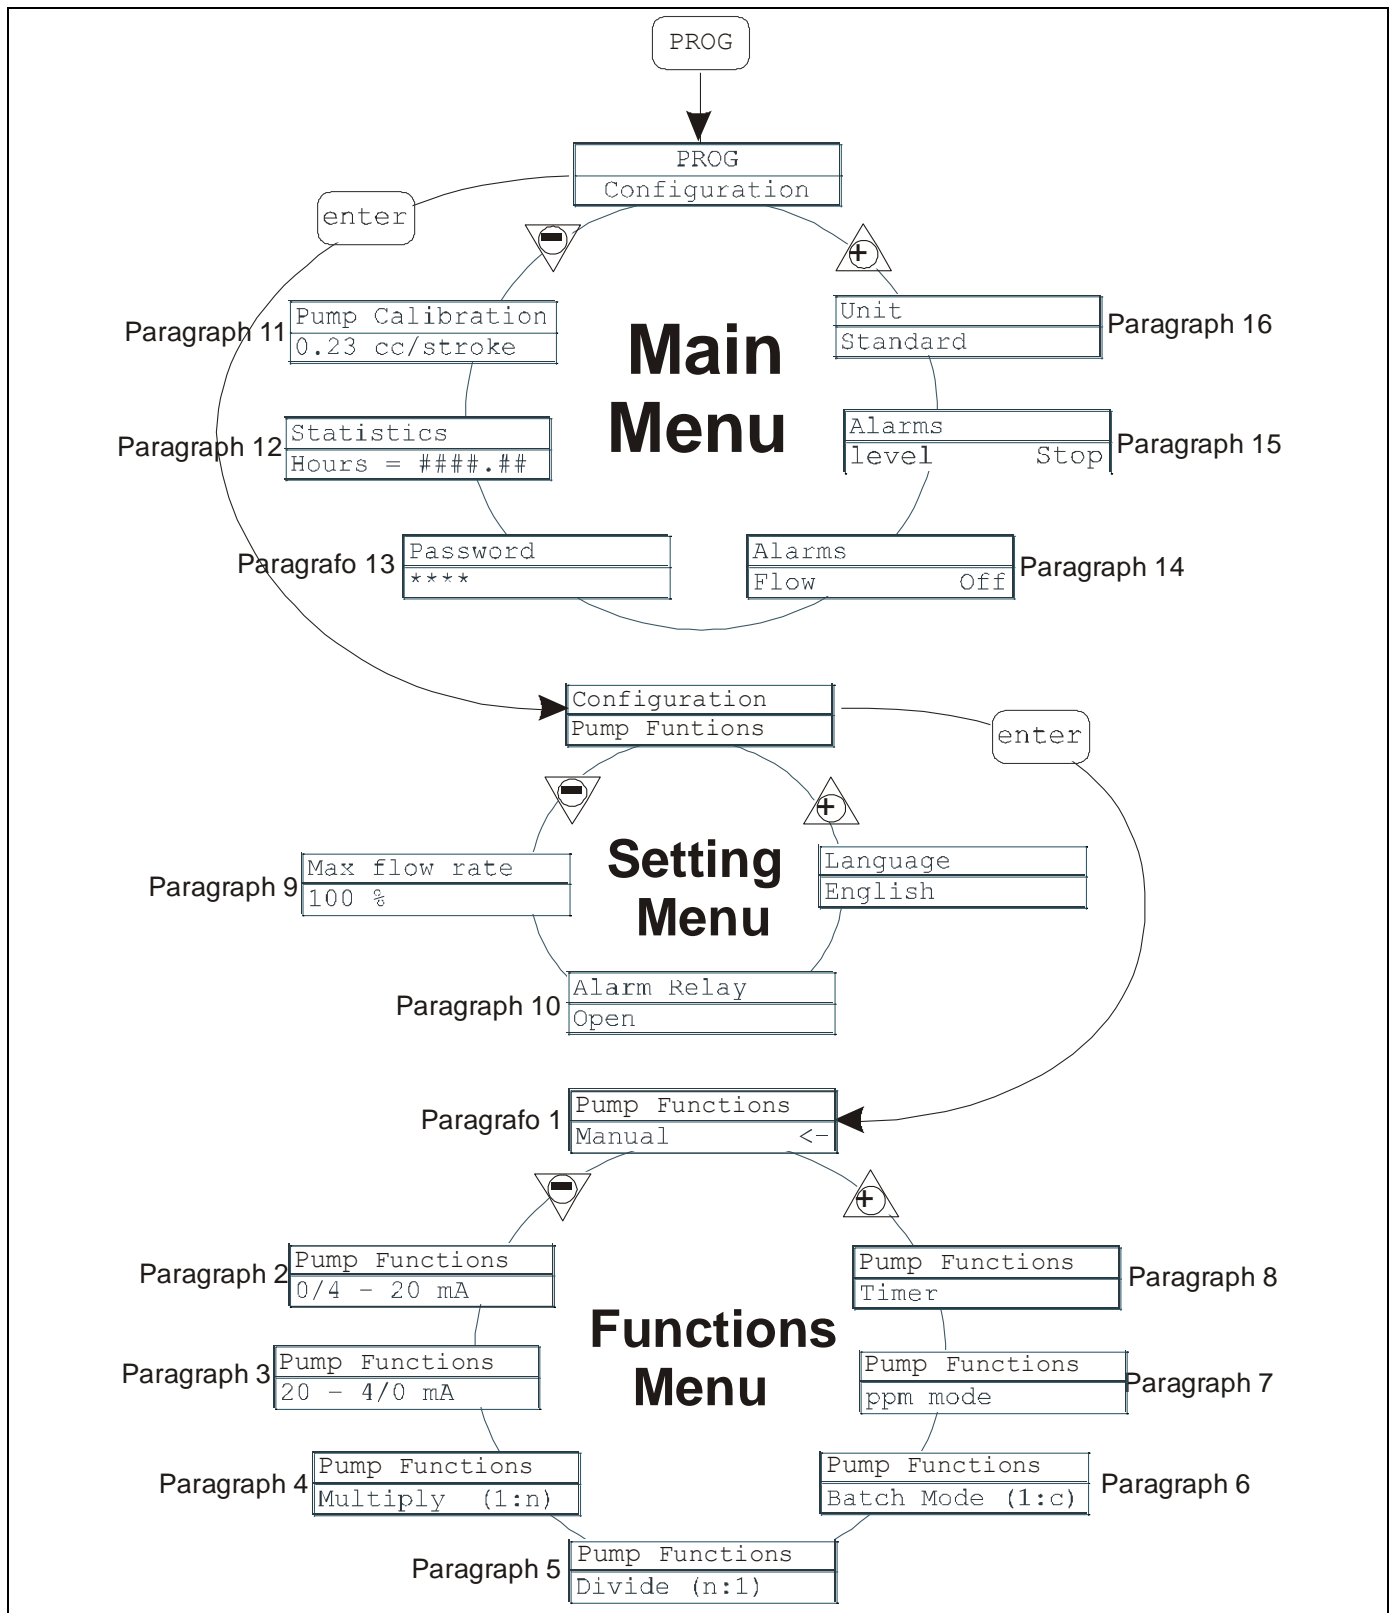 PROG
PROG
Configuration
enter
Paragraph 11
Pump Calibration
0.23 cc/stroke
Main
Menu
Unit
Standard
Paragraph 16
Paragraph 12
Statistics
Hours = ####.##
Alarms
level Stop
Paragraph 15
Paragrafo 13
Password
****
Alarms
Flow Off
Paragraph 14
Configuration
Pump Funtions
enter
Paragraph 9
Max flow rate
100 %
Setting
Menu
Language
English
Paragraph 10
Alarm Relay
Open
Paragrafo 1
Pump Functions
Manual <-
Paragraph 2
Pump Functions
0/4 - 20 mA
Functions
Menu
Pump Functions
Timer
Paragraph 8
Paragraph 3
Pump Functions
20 - 4/0 mA
Pump Functions
ppm mode
Paragraph 7
Paragraph 4
Pump Functions
Multiply (1:n)
Pump Functions
Batch Mode (1:c)
Paragraph 6
Paragraph 5
Pump Functions
Divide (n:1)